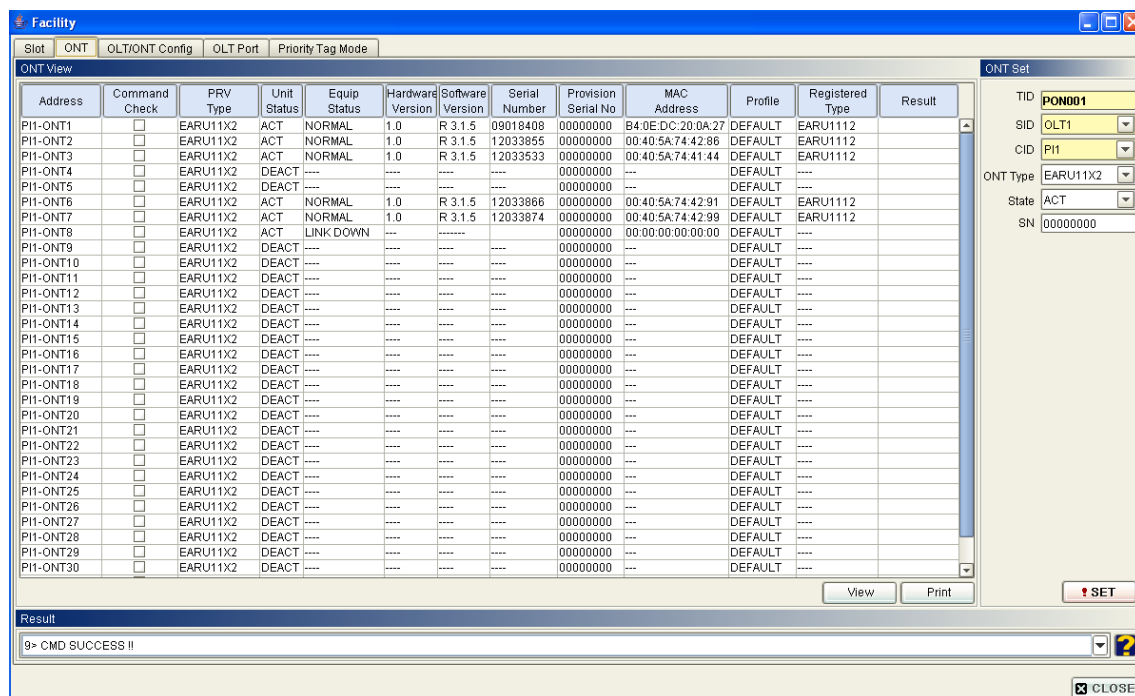 Facility
Slot ONT OLT/ONT Config OLT Port Priority Tag Mode
ONT View
Address Command Check PRV Type Unit Status Equip Status Hardware Version Software Version Serial Number Provision Serial No MAC Address Profile Registered Type Result
PI1-ONT1 EARU11X2 ACT NORMAL 1.0 R 3.1.5 09018408 00000000 B4:0E:DC:20:0A:27 DEFAULT EARU1112
PI1-ONT2 EARU11X2 ACT NORMAL 1.0 R 3.1.5 12033855 00000000 00:40:5A:74:42:86 DEFAULT EARU1112
PI1-ONT3 EARU11X2 ACT NORMAL 1.0 R 3.1.5 12033533 00000000 00:40:5A:74:41:44 DEFAULT EARU1112
PI1-ONT4 EARU11X2 DEACT ---- ---- ---- ---- 00000000 --- DEFAULT ----
PI1-ONT5 EARU11X2 DEACT ---- ---- ---- ---- 00000000 --- DEFAULT ----
PI1-ONT6 EARU11X2 ACT NORMAL 1.0 R 3.1.5 12033866 00000000 00:40:5A:74:42:91 DEFAULT EARU1112
PI1-ONT7 EARU11X2 ACT NORMAL 1.0 R 3.1.5 12033874 00000000 00:40:5A:74:42:99 DEFAULT EARU1112
PI1-ONT8 EARU11X2 ACT LINK DOWN --- ------- 00000000 00:00:00:00:00:00 DEFAULT ----
PI1-ONT9 EARU11X2 DEACT ---- ---- ---- ---- 00000000 --- DEFAULT ----
PI1-ONT10 EARU11X2 DEACT ---- ---- ---- ---- 00000000 --- DEFAULT ----
PI1-ONT11 EARU11X2 DEACT ---- ---- ---- ---- 00000000 --- DEFAULT ----
PI1-ONT12 EARU11X2 DEACT ---- ---- ---- ---- 00000000 --- DEFAULT ----
PI1-ONT13 EARU11X2 DEACT ---- ---- ---- ---- 00000000 --- DEFAULT ----
PI1-ONT14 EARU11X2 DEACT ---- ---- ---- ---- 00000000 --- DEFAULT ----
PI1-ONT15 EARU11X2 DEACT ---- ---- ---- ---- 00000000 --- DEFAULT ----
PI1-ONT16 EARU11X2 DEACT ---- ---- ---- ---- 00000000 --- DEFAULT ----
PI1-ONT17 EARU11X2 DEACT ---- ---- ---- ---- 00000000 --- DEFAULT ----
PI1-ONT18 EARU11X2 DEACT ---- ---- ---- ---- 00000000 --- DEFAULT ----
PI1-ONT19 EARU11X2 DEACT ---- ---- ---- ---- 00000000 --- DEFAULT ----
PI1-ONT20 EARU11X2 DEACT ---- ---- ---- ---- 00000000 --- DEFAULT ----
PI1-ONT21 EARU11X2 DEACT ---- ---- ---- ---- 00000000 --- DEFAULT ----
PI1-ONT22 EARU11X2 DEACT ---- ---- ---- ---- 00000000 --- DEFAULT ----
PI1-ONT23 EARU11X2 DEACT ---- ---- ---- ---- 00000000 --- DEFAULT ----
PI1-ONT24 EARU11X2 DEACT ---- ---- ---- ---- 00000000 --- DEFAULT ----
PI1-ONT25 EARU11X2 DEACT ---- ---- ---- ---- 00000000 --- DEFAULT ----
PI1-ONT26 EARU11X2 DEACT ---- ---- ---- ---- 00000000 --- DEFAULT ----
PI1-ONT27 EARU11X2 DEACT ---- ---- ---- ---- 00000000 --- DEFAULT ----
PI1-ONT28 EARU11X2 DEACT ---- ---- ---- ---- 00000000 --- DEFAULT ----
PI1-ONT29 EARU11X2 DEACT ---- ---- ---- ---- 00000000 --- DEFAULT ----
PI1-ONT30 EARU11X2 DEACT ---- ---- ---- ---- 00000000 --- DEFAULT ----
View Print
ONT Set
TID PON001
SID OLT1
CID PI1
ONT Type EARU11X2
State ACT
SN 00000000
! SET
Result
9> CMD SUCCESS !!
?
CLOSE